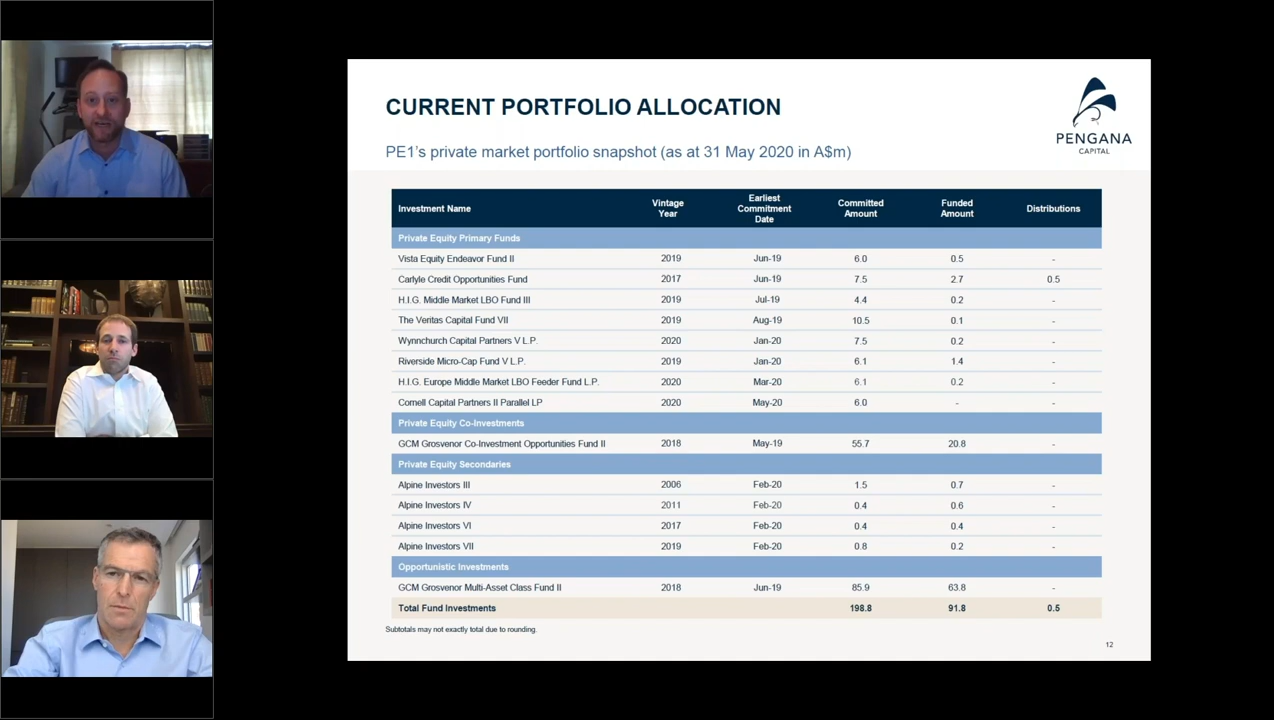 CURRENT PORTFOLIO ALLOCATION
PENGANA
CAPITAL
PE1's private market portfolio snapshot (as at 31 May 2020 in A$m)
Investment Name Vintage Year Earliest Commitment Date Committed Amount Funded Amount Distributions
Private Equity Primary Funds
Vista Equity Endeavor Fund II 2019 Jun-19 6.0 0.5 -
Carlyle Credit Opportunities Fund 2017 Jun-19 7.5 2.7 0.5
H.I.G. Middle Market LBO Fund III 2019 Jul-19 4.4 0.2 -
The Veritas Capital Fund VII 2019 Aug-19 10.5 0.1 -
Wynnchurch Capital Partners V L.P. 2020 Jan-20 7.5 0.2 -
Riverside Micro-Cap Fund V L.P. 2019 Jan-20 6.1 1.4 -
H.I.G. Europe Middle Market LBO Feeder Fund L.P. 2020 Mar-20 6.1 0.2 -
Cornell Capital Partners II Parallel LP 2020 May-20 6.0 - -
Private Equity Co-Investments
GCM Grosvenor Co-Investment Opportunities Fund II 2018 May-19 55.7 20.8 -
Private Equity Secondaries
Alpine Investors III 2006 Feb-20 1.5 0.7 -
Alpine Investors IV 2011 Feb-20 0.4 0.6 -
Alpine Investors VI 2017 Feb-20 0.4 0.4 -
Alpine Investors VII 2019 Feb-20 0.8 0.2 -
Opportunistic Investments
GCM Grosvenor Multi-Asset Class Fund II 2018 Jun-19 85.9 63.8 -
Total Fund Investments 198.8 91.8 0.5
Subtotals may not exactly total due to rounding.
12